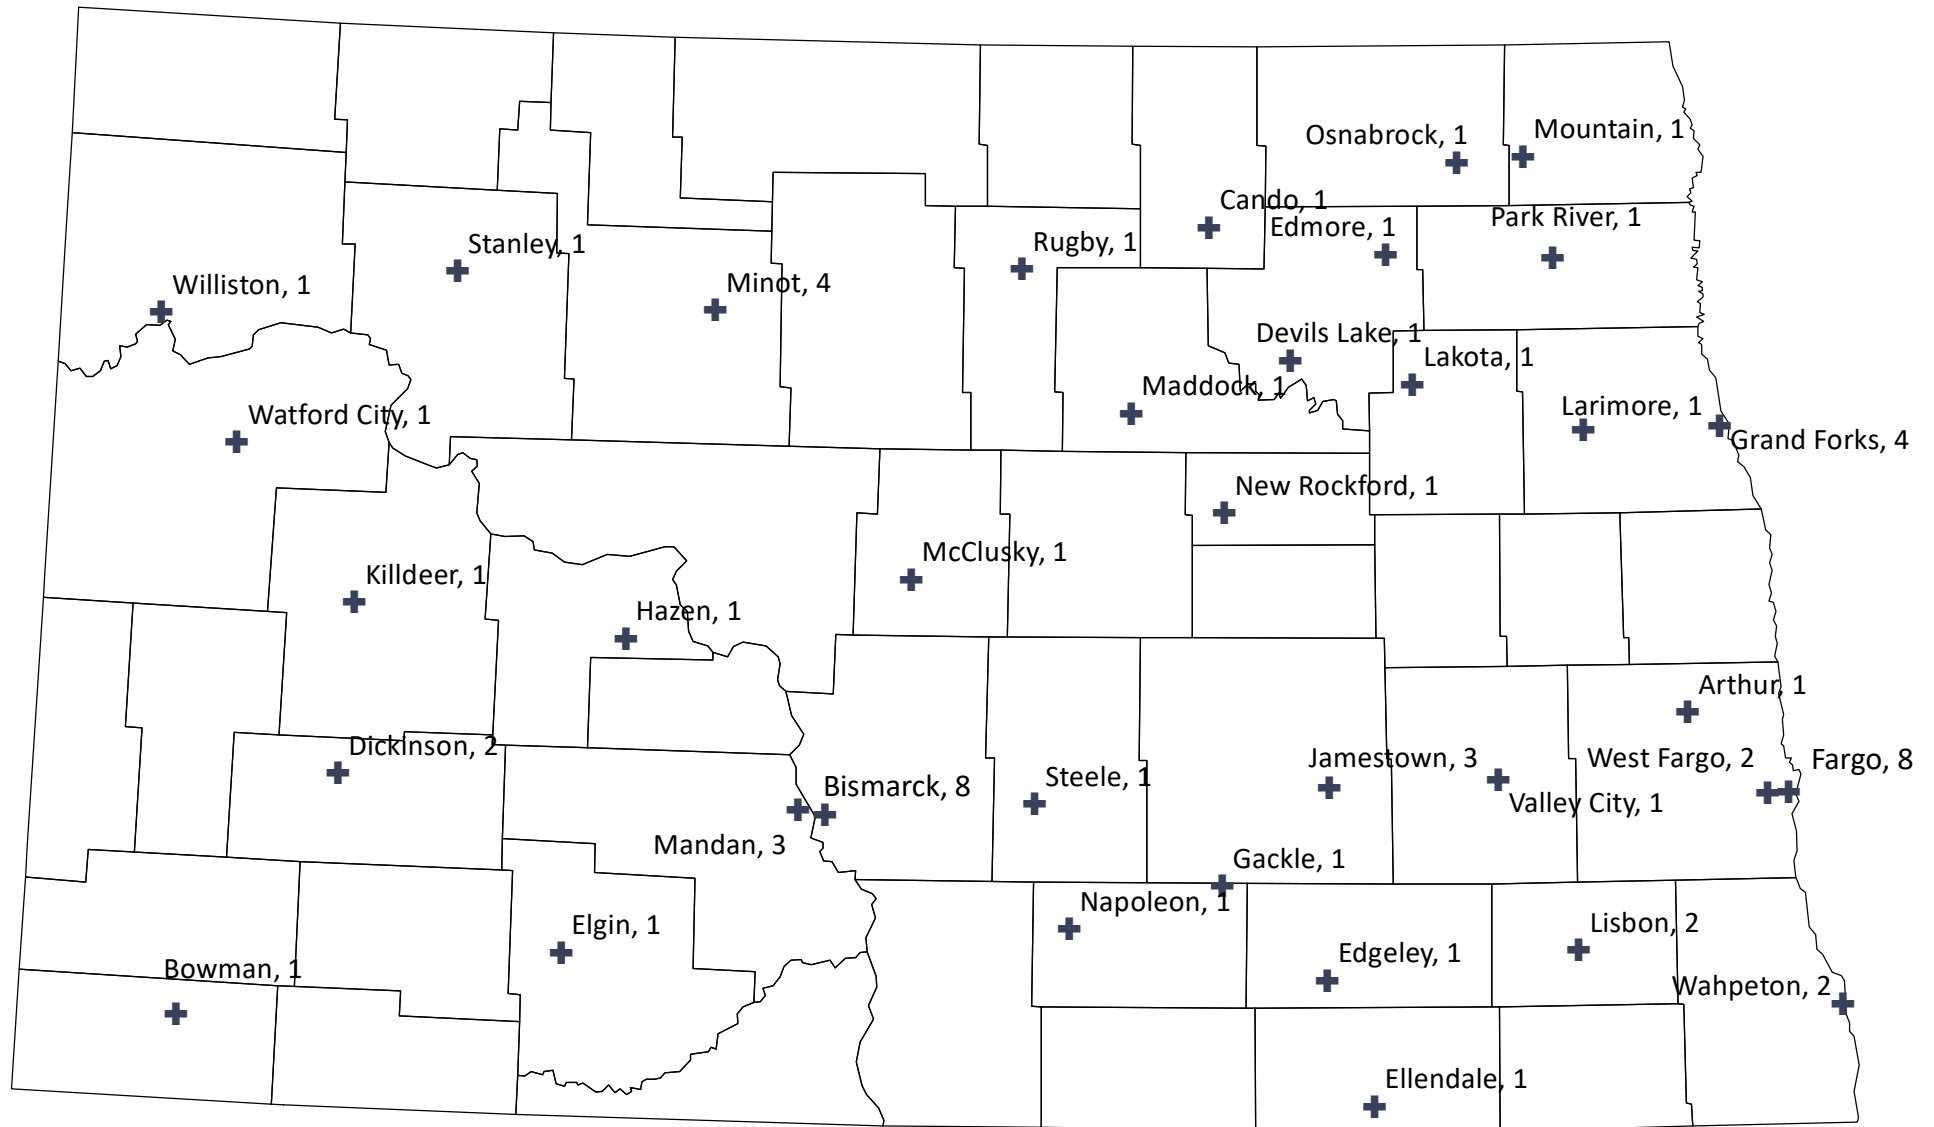 Mountain, 1
Osnabrock, 1
Cando, 1
Park River, 1
Edmore, 1
Rugby, 1
Stanley, 1
Minot, 4
Williston, 1
Devils Lake, 1
Lakota, 1
Maddock, 1
Larimore, 1
Watford City, 1
Grand Forks, 4
New Rockford, 1
McClusky, 1
Killdeer, 1
Hazen, 1
Arthur, 1
Dickinson, 2
Jamestown, 3
West Fargo, 2
Fargo, 8
Steele, 1
Bismarck, 8
Valley City, 1
Mandan, 3
Gackle, 1
Napoleon, 1
Lisbon, 2
Elgin, 1
Edgeley, 1
Bowman, 1
Wahpeton, 2
Ellendale, 1